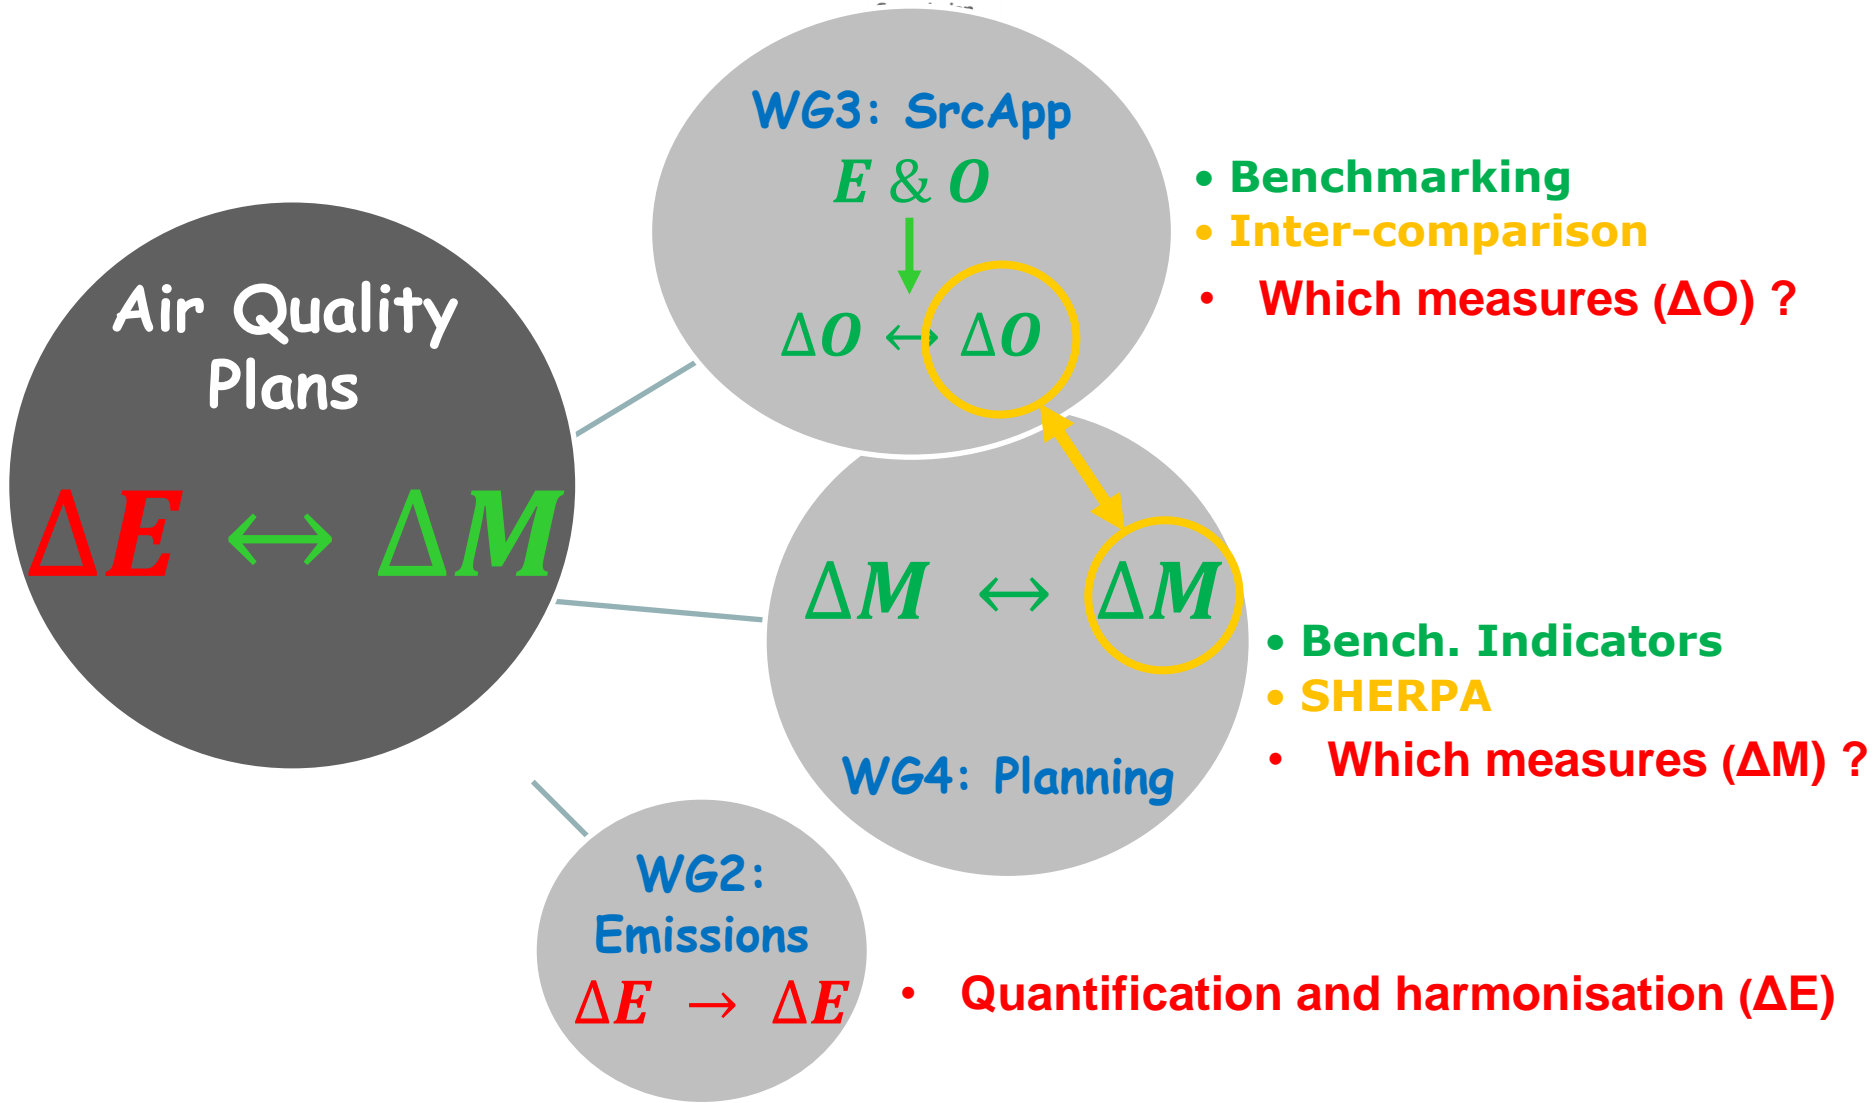 Air Quality
Plans
ΔE ↔ ΔM
WG3: SrcApp
E & O
ΔO ↔ ΔO
• Benchmarking
• Inter-comparison
• Which measures (ΔO) ?
ΔM ↔ ΔM
WG4: Planning
• Bench. Indicators
• SHERPA
• Which measures (ΔM) ?
WG2:
Emissions
ΔE → ΔE
• Quantification and harmonisation (ΔE)